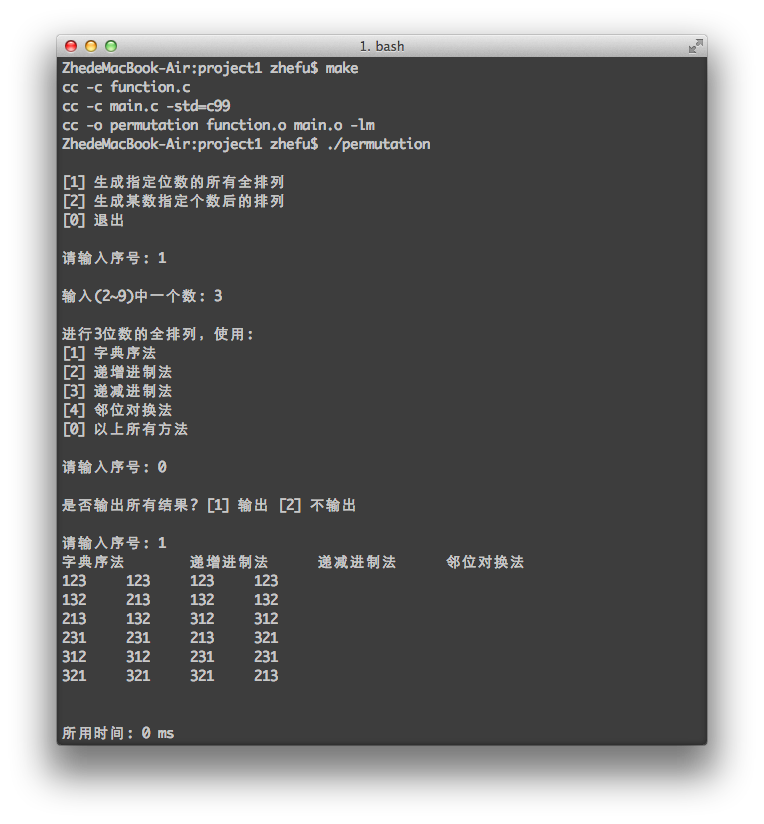 1. bash
ZhedeMacBook-Air:project1 zhefu$ make
cc -c function.c
cc -c main.c -std=c99
cc -o permutation function.o main.o -lm
ZhedeMacBook-Air:project1 zhefu$ ./permutation
[1] 生成指定位数的所有全排列
[2] 生成某数指定个数后的排列
[0] 退出
请输入序号: 1
输入(2~9)中一个数: 3
进行3位数的全排列，使用:
[1] 字典序法
[2] 递增进制法
[3] 递减进制法
[4] 邻位对换法
[0] 以上所有方法
请输入序号: 0
是否输出所有结果? [1] 输出 [2] 不输出
请输入序号: 1
字典序法 递增进制法 递减进制法 邻位对换法
123 123 123 123
132 213 132 132
213 132 312 312
231 231 213 321
312 312 231 231
321 321 321 213
所用时间: 0 ms